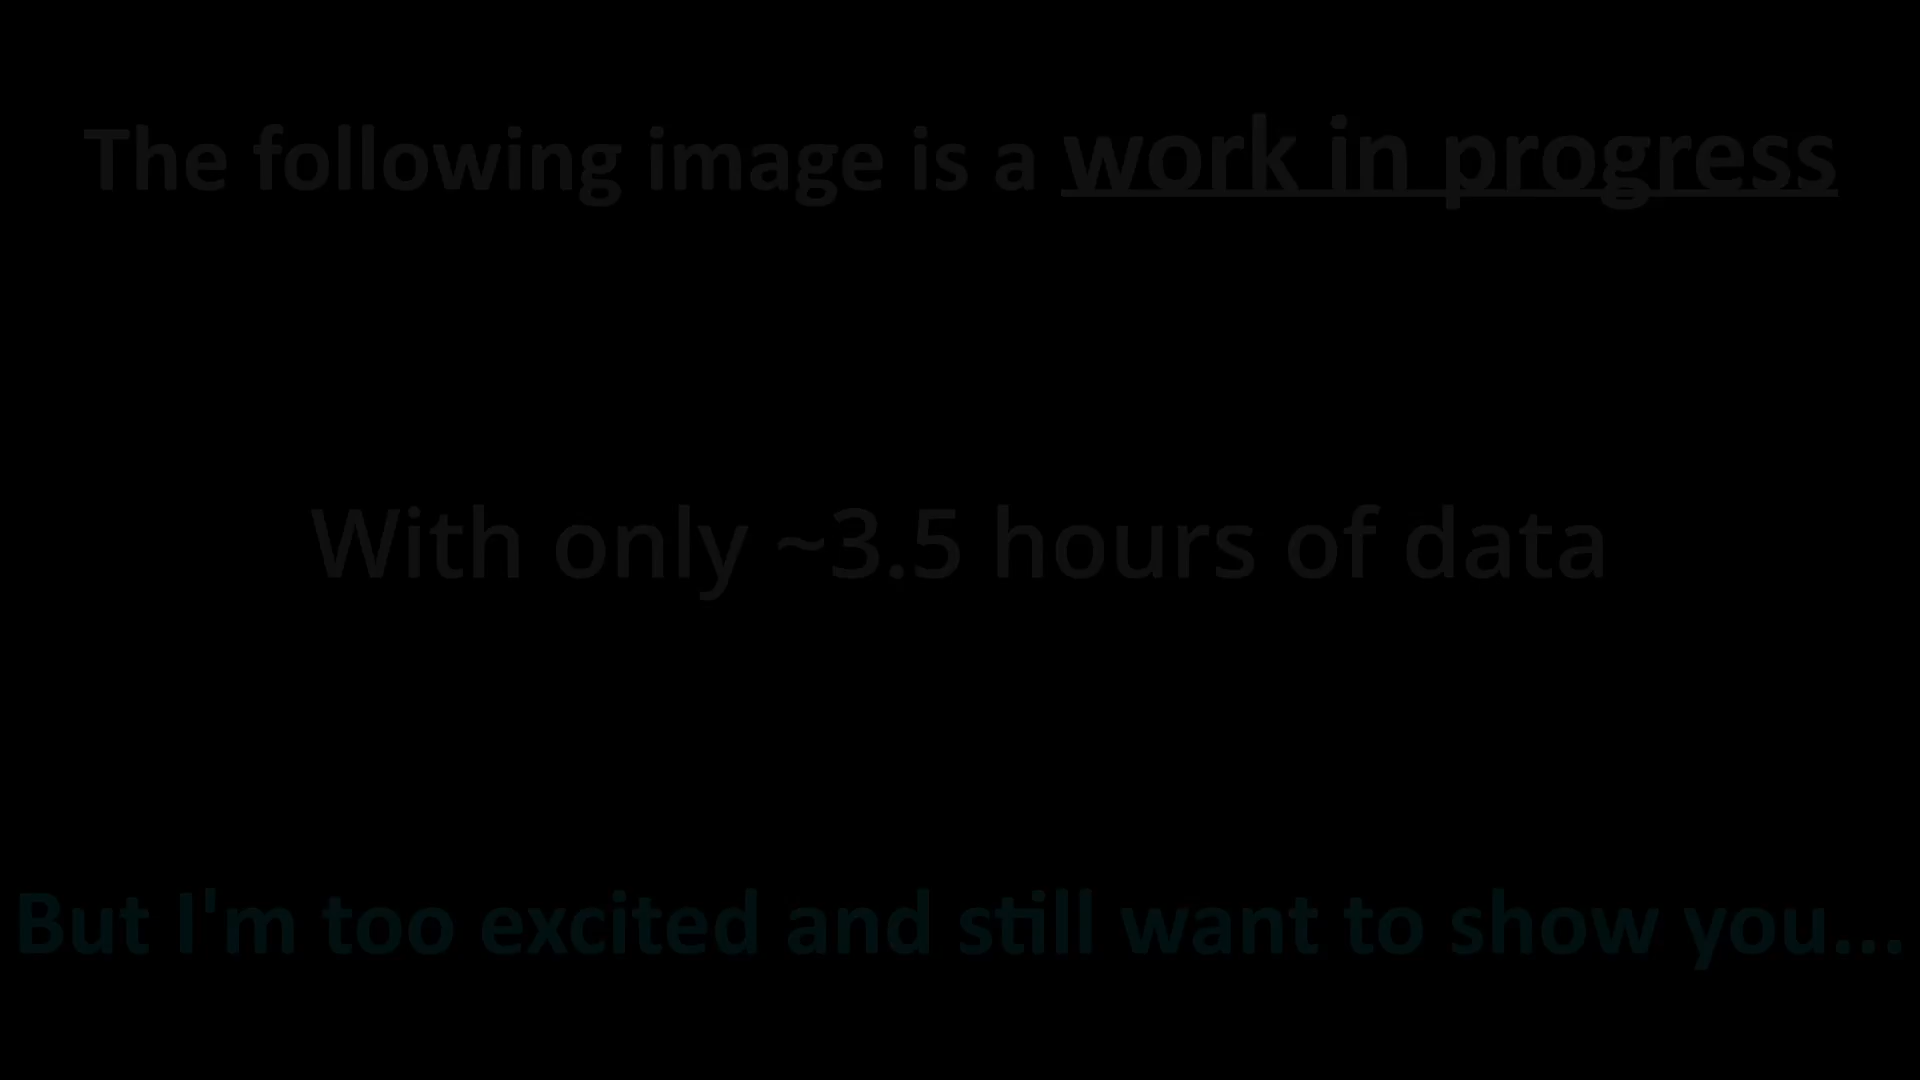 The following image is a work in progress
With only ~3.5 hours of data
But I'm too excited and still want to show you...